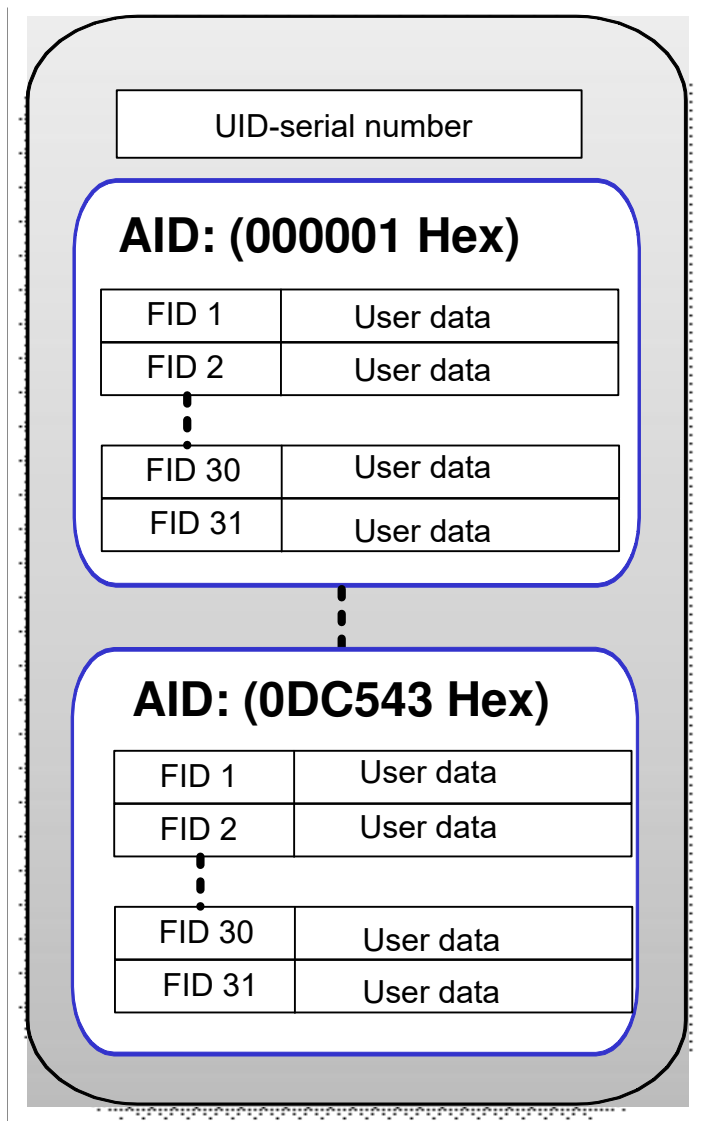 UID-serial number
AID: (000001 Hex)
FID 1 User data
FID 2 User data
FID 30 User data
FID 31 User data
AID: (0DC543 Hex)
FID 1 User data
FID 2 User data
FID 30 User data
FID 31 User data